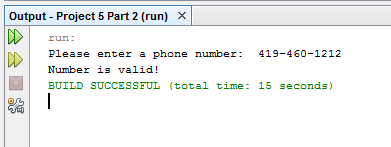 Output - Project 5 Part 2 (run) ×
run:
Please enter a phone number:  419-460-1212
Number is valid!
BUILD SUCCESSFUL (total time: 15 seconds)